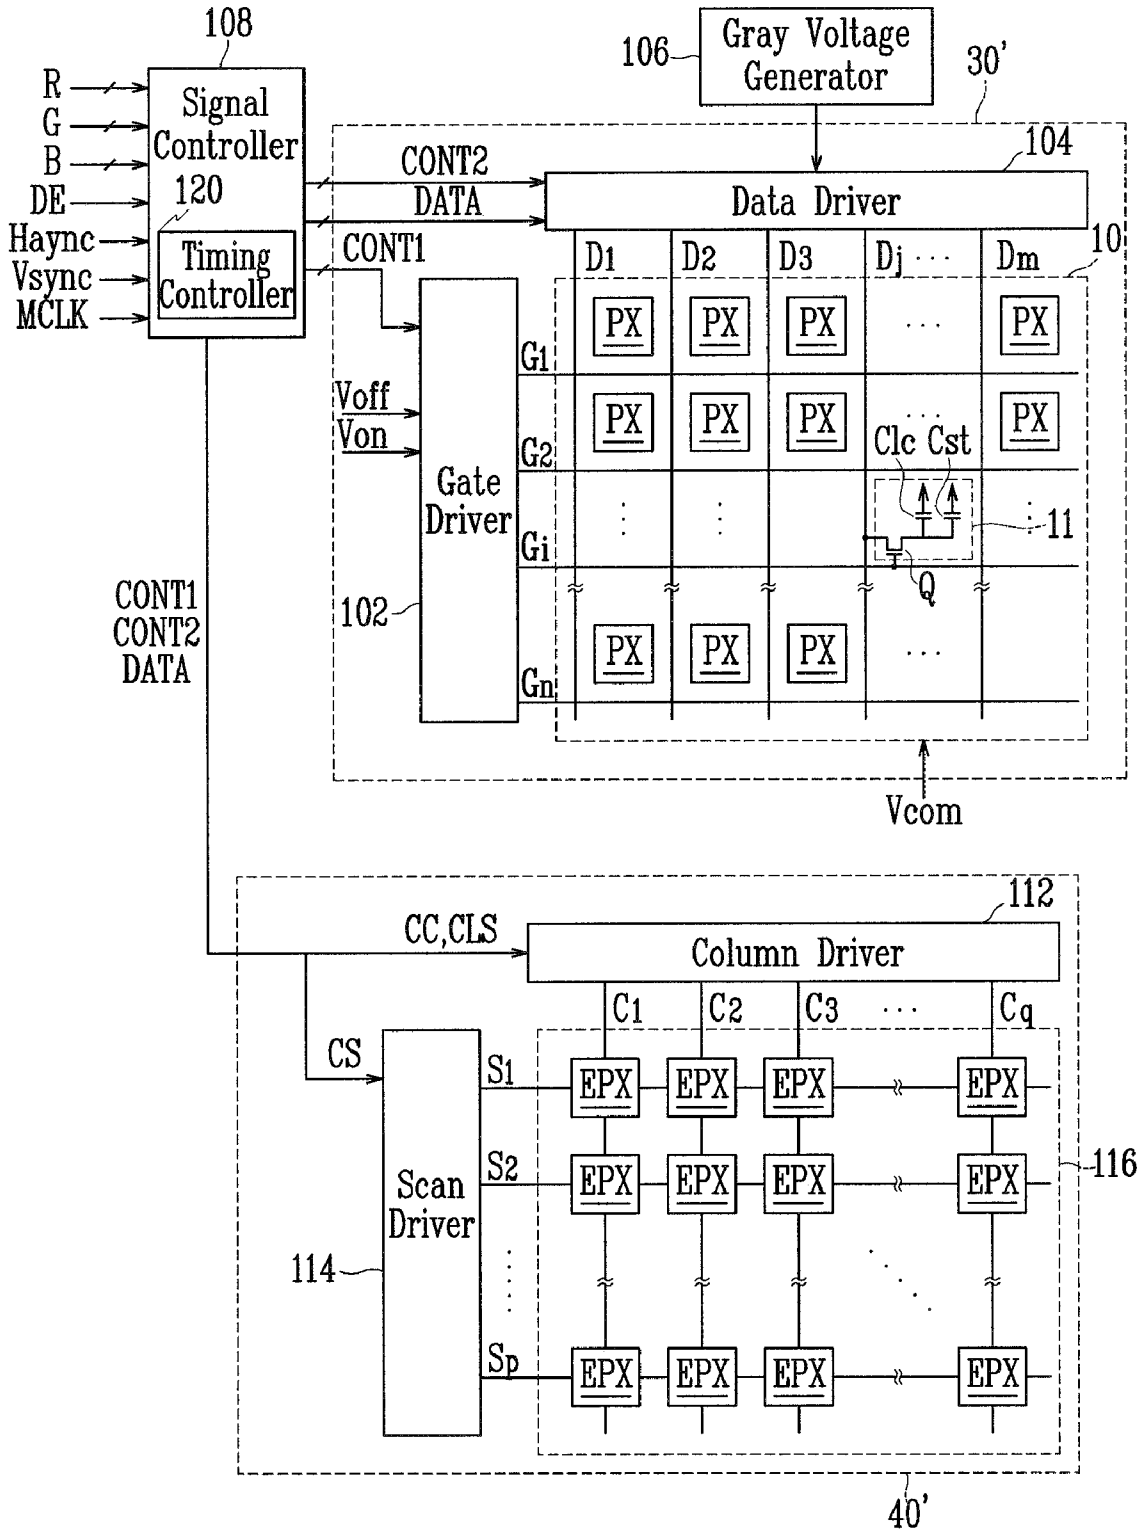 108
Gray Voltage
Generator
106
30'
R
G
B
DE
Haync
Vsync
MCLK
Signal
Controller
120
Timing
Controller
CONT2
DATA
CONT1
104
Data Driver
10
D1 D2 D3 Dj ··· Dm
PX PX PX ··· PX
G1
Voff
Von
PX PX PX ··· PX
Clc Cst
G2
Gate
Driver
11
Gi
Q
102
PX PX PX ···
Gn
CONT1
CONT2
DATA
Vcom
112
CC,CLS
Column Driver
C1 C2 C3 ··· Cq
CS
S1
EPX EPX EPX EPX
116
S2
EPX EPX EPX EPX
Scan
Driver
114
Sp
EPX EPX EPX EPX
40'